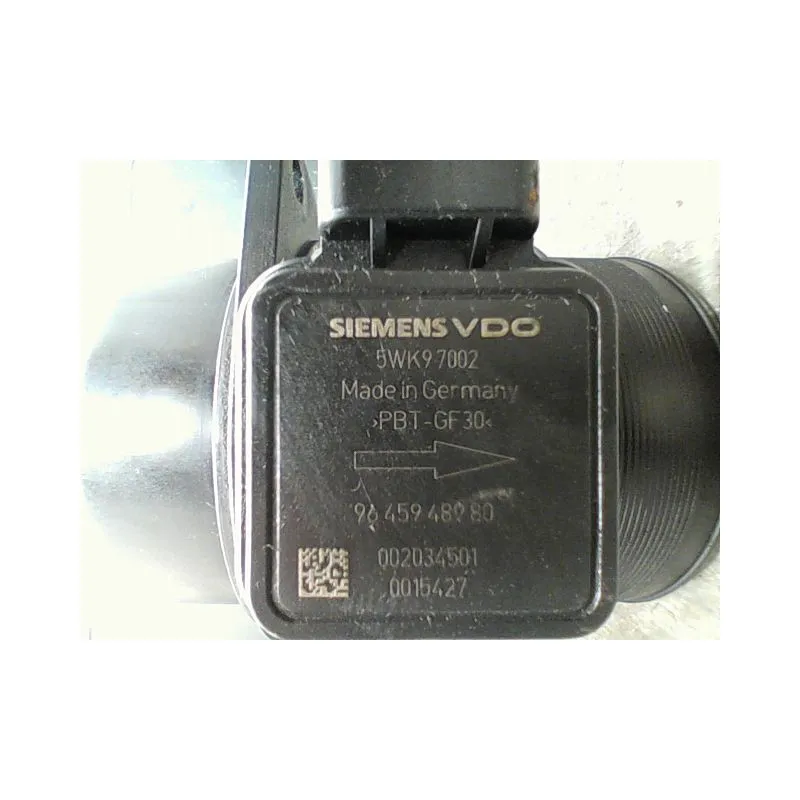 SIEMENS VDO
5WK9 7002
Made in Germany
>PBT-GF30<
96 459 489 80
002034501
0015427